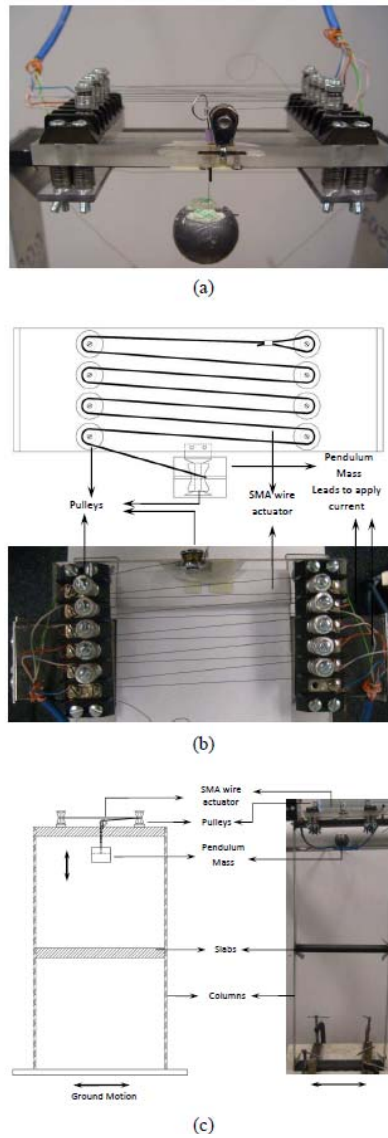 (a)
Pendulum
Mass
Leads to apply
current
SMA wire
actuator
Pulleys
(b)
SMA wire
actuator
Pulleys
Pendulum
Mass
Slabs
Columns
Ground Motion
(c)